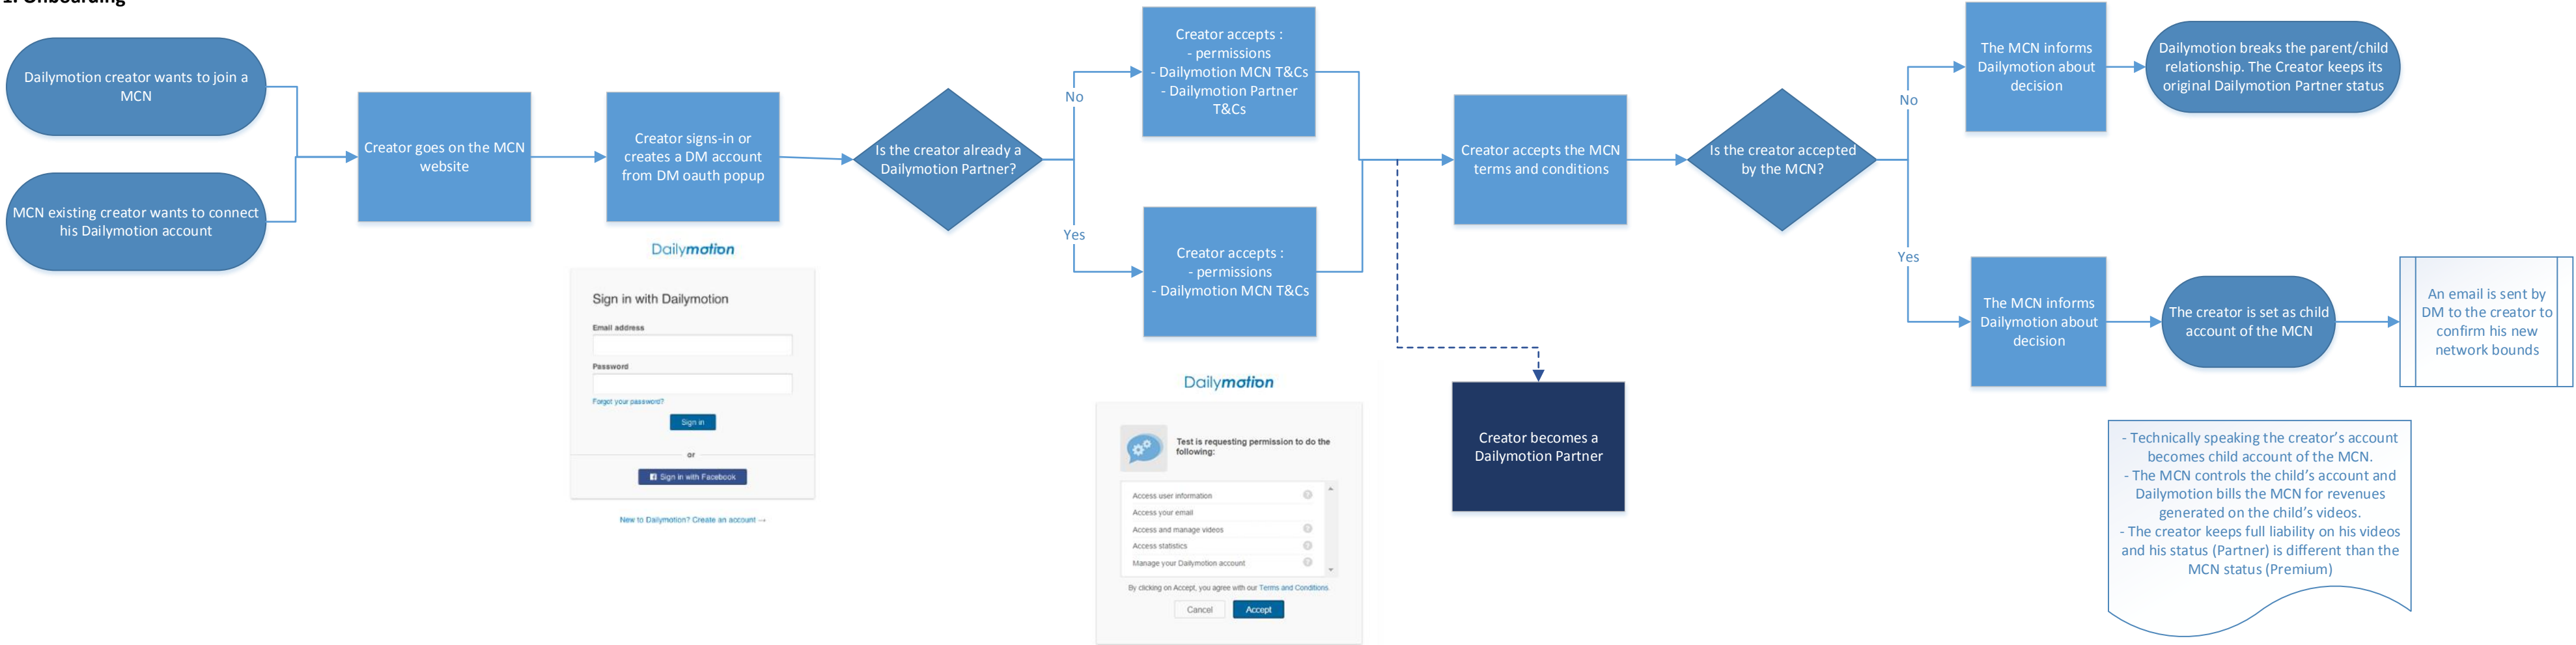 1. Onboarding
Dailymotion creator wants to join a
MCN
MCN existing creator wants to connect
his Dailymotion account
Creator goes on the MCN
website
Creator signs-in or
creates a DM account
from DM oauth popup
Dailymotion
Sign in with Dailymotion
Email address
Password
Forgot your password?
Sign in
or
Sign in with Facebook
New to Dailymotion? Create an account →
Is the creator already a
Dailymotion Partner?
No
Yes
Creator accepts :
- permissions
- Dailymotion MCN T&Cs
- Dailymotion Partner
T&Cs
Creator accepts :
- permissions
- Dailymotion MCN T&Cs
Dailymotion
Test is requesting permission to do the
following:
Access user information
Access your email
Access and manage videos
Access statistics
Manage your Dailymotion account
By clicking on Accept, you agree with our Terms and Conditions.
Cancel
Accept
Creator accepts the MCN
terms and conditions
Creator becomes a
Dailymotion Partner
Is the creator accepted
by the MCN?
No
Yes
The MCN informs
Dailymotion about
decision
Dailymotion breaks the parent/child
relationship. The Creator keeps its
original Dailymotion Partner status
The MCN informs
Dailymotion about
decision
The creator is set as child
account of the MCN
An email is sent by
DM to the creator to
confirm his new
network bounds
- Technically speaking the creator's account
becomes child account of the MCN.
- The MCN controls the child's account and
Dailymotion bills the MCN for revenues
generated on the child's videos.
- The creator keeps full liability on his videos
and his status (Partner) is different than the
MCN status (Premium)